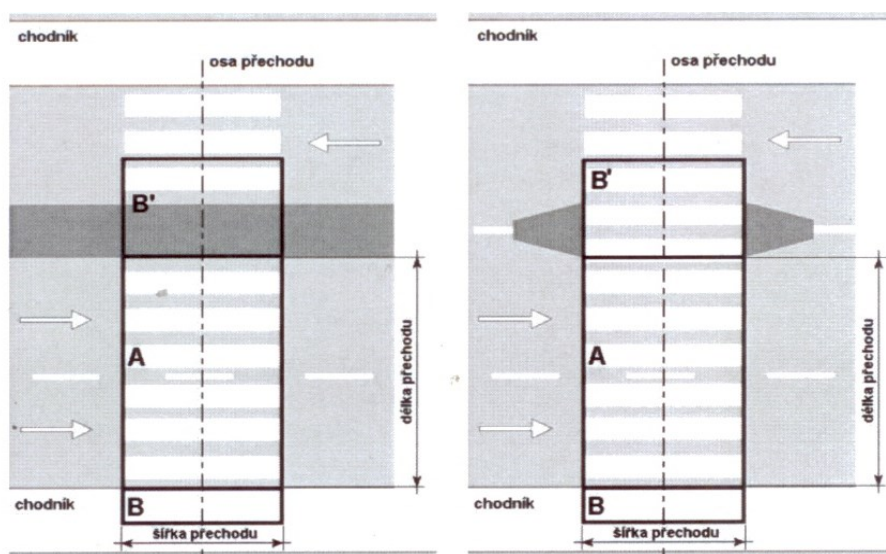 chodník
osa přechodu
B'
A
délka přechodu
chodník
B
šířka přechodu
chodník
osa přechodu
B'
A
délka přechodu
chodník
B
šířka přechodu